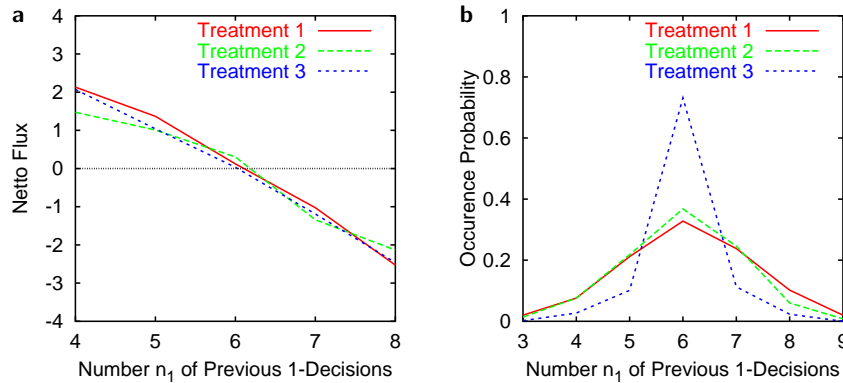 a
4
3
2
1
0
-1
-2
-3
-4
4
5
6
7
8
Netto Flux
Number n1 of Previous 1-Decisions
Treatment 1
Treatment 2
Treatment 3
b
1
0.8
0.6
0.4
0.2
0
3
4
5
6
7
8
9
Occurence Probability
Number n1 of Previous 1-Decisions
Treatment 1
Treatment 2
Treatment 3